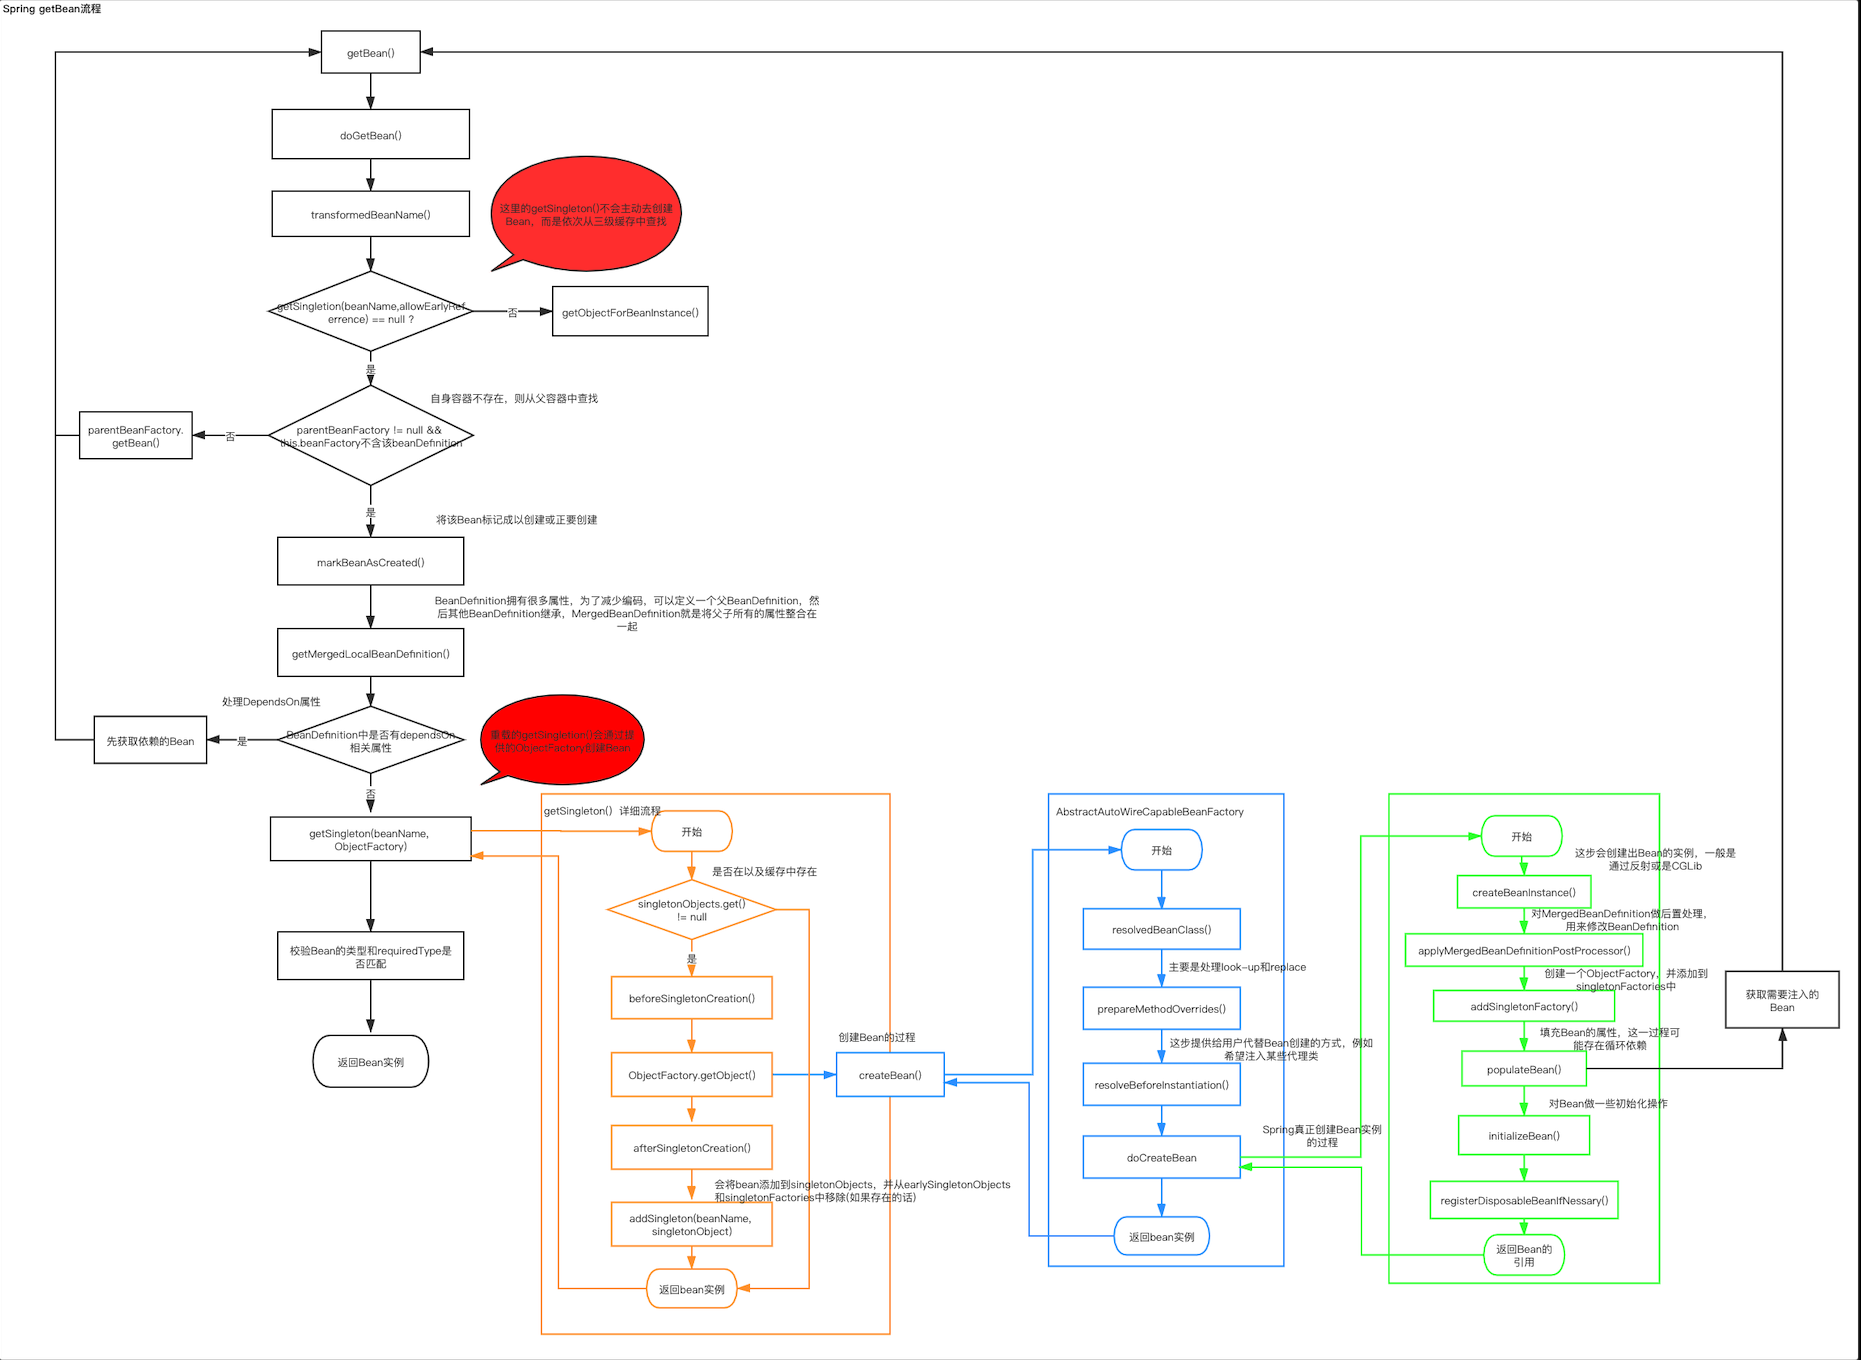 Spring getBean流程
getBean()
doGetBean()
transformedBeanName()
这里的getSingleton()不会主动去创建
Bean，而是依次从三级缓存中查找
getSingletion(beanName,allowEarlyRef
errence) == null ?
否
getObjectForBeanInstance()
是
自身容器不存在，则从父容器中查找
parentBeanFactory != null &&
this.beanFactory不含该beanDefinition
否
parentBeanFactory.
getBean()
是
将该Bean标记成以创建或正要创建
markBeanAsCreated()
BeanDefinition拥有很多属性，为了减少编码，可以定义一个父BeanDefinition，然
后其他BeanDefinition继承，MergedBeanDefinition就是将父子所有的属性整合在
一起
getMergedLocalBeanDefinition()
处理DependsOn属性
BeanDefinition中是否有dependsOn
相关属性
是
先获取依赖的Bean
重载的getSingletion()会通过提
供的ObjectFactory创建Bean
否
getSingleton(beanName,
ObjectFactory)
校验Bean的类型和requiredType是
否匹配
返回Bean实例
getSingleton() 详细流程
开始
是否在以及缓存中存在
singletonObjects.get()
!= null
是
beforeSingletonCreation()
ObjectFactory.getObject()
afterSingletonCreation()
会将bean添加到singletonObjects，并从earlySingletonObjects
和singletonFactories中移除(如果存在的话)
addSingleton(beanName,
singletonObject)
返回bean实例
创建Bean的过程
createBean()
AbstractAutoWireCapableBeanFactory
开始
resolvedBeanClass()
主要是处理look-up和replace
prepareMethodOverrides()
这步提供给用户代替Bean创建的方式，例如
希望注入某些代理类
resolveBeforeInstantiation()
Spring真正创建Bean实例
的过程
doCreateBean
返回bean实例
开始
这步会创建出Bean的实例，一般是
通过反射或是CGLib
createBeanInstance()
对MergedBeanDefinition做后置处理，
用来修改BeanDefinition
applyMergedBeanDefinitionPostProcessor()
创建一个ObjectFactory，并添加到
singletonFactories中
addSingletonFactory()
填充Bean的属性，这一过程可
能存在循环依赖
populateBean()
对Bean做一些初始化操作
initializeBean()
registerDisposableBeanIfNessary()
返回Bean的
引用
获取需要注入的
Bean